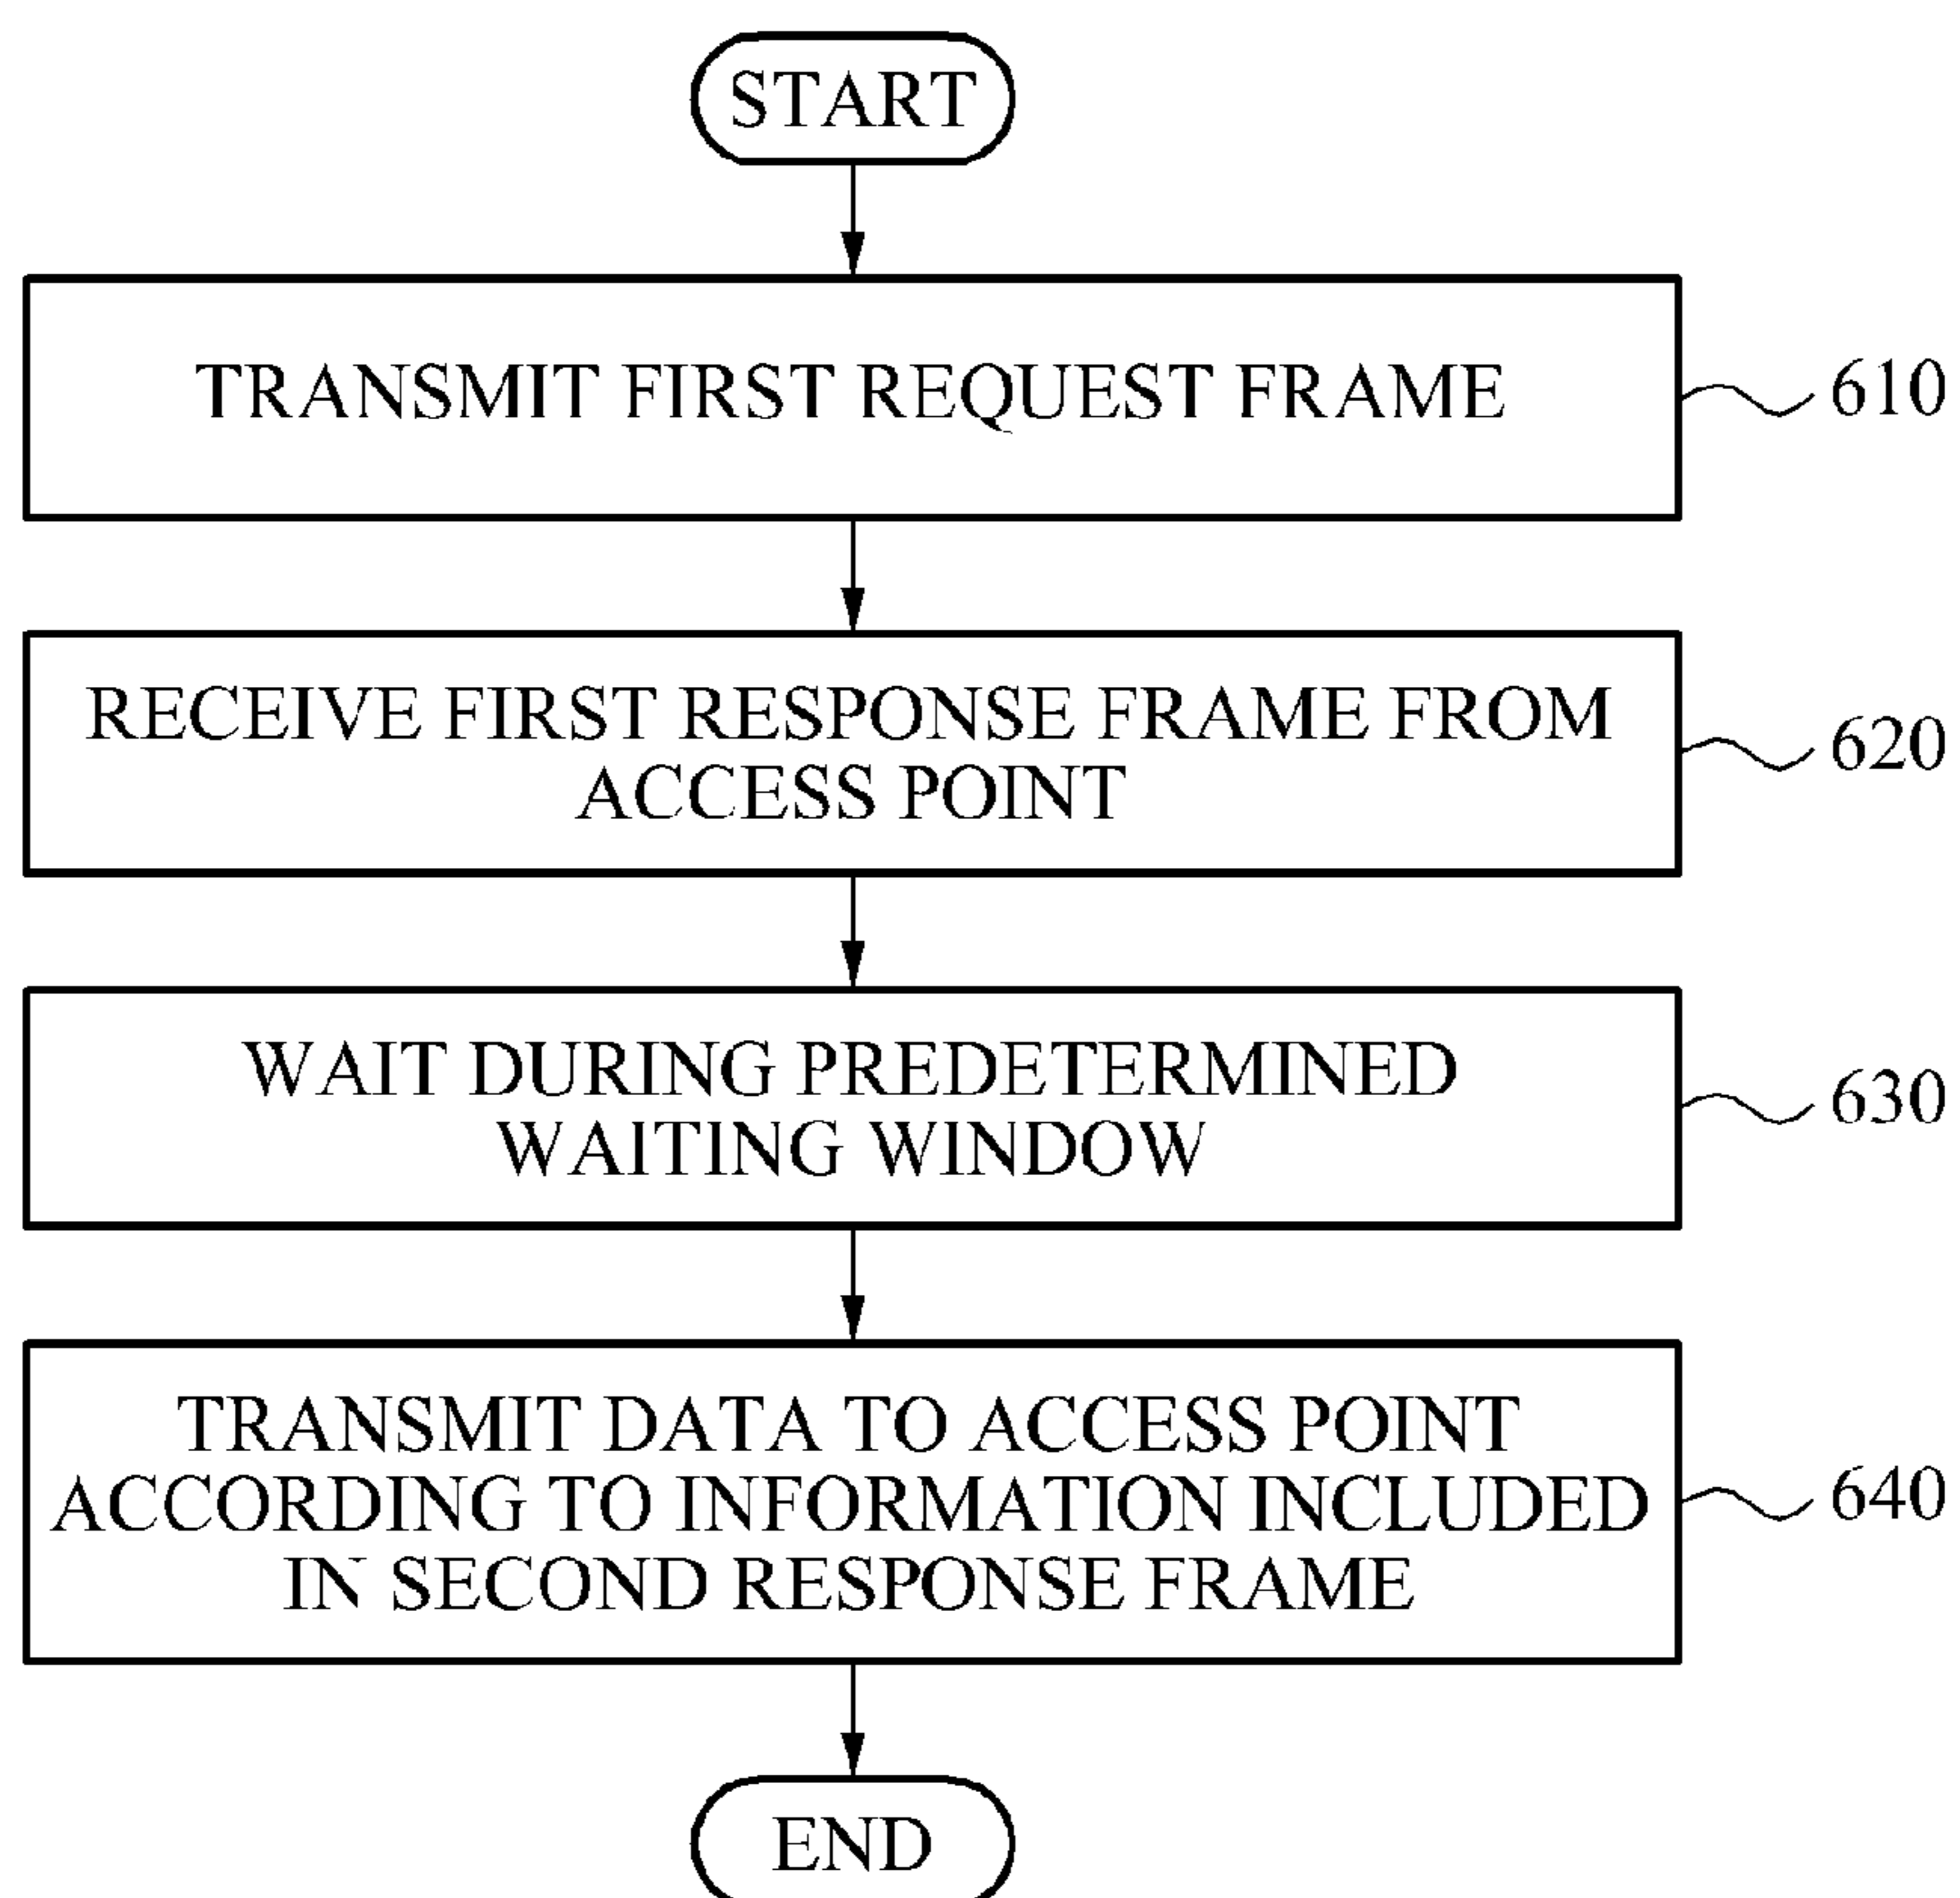 START
TRANSMIT FIRST REQUEST FRAME
610
RECEIVE FIRST RESPONSE FRAME FROM
ACCESS POINT
620
WAIT DURING PREDETERMINED
WAITING WINDOW
630
TRANSMIT DATA TO ACCESS POINT
ACCORDING TO INFORMATION INCLUDED
IN SECOND RESPONSE FRAME
640
END